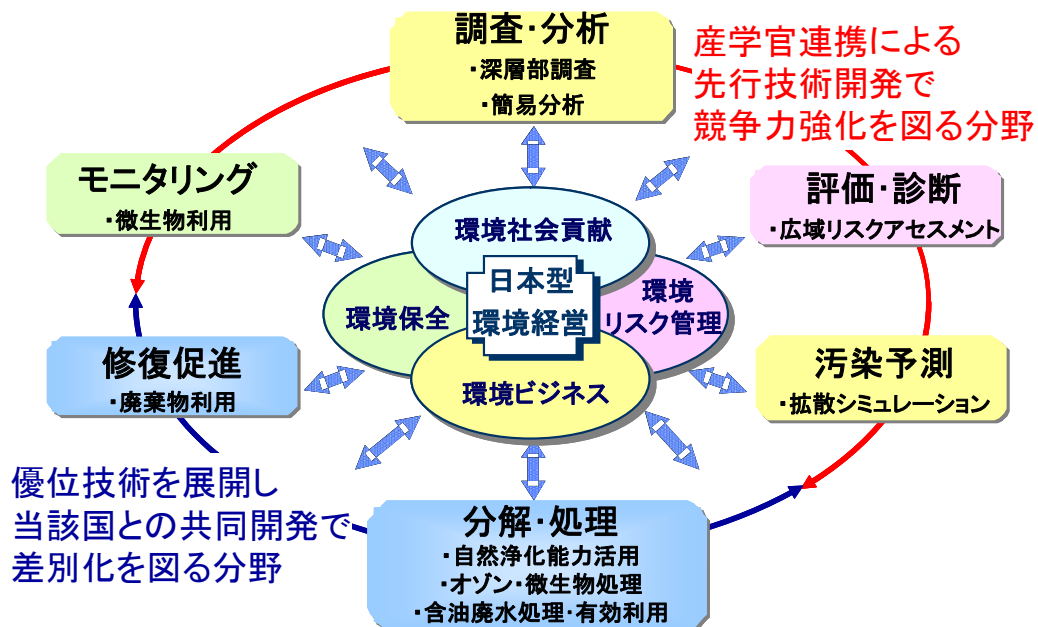 調査・分析
・深層部調査
・簡易分析
産学官連携による
先行技術開発で
競争力強化を図る分野
モニタリング
・微生物利用
評価・診断
・広域リスクアセスメント
環境社会貢献
日本型
環境経営
環境保全
環境
リスク管理
環境ビジネス
修復促進
・廃棄物利用
汚染予測
・拡散シミュレーション
優位技術を展開し
当該国との共同開発で
差別化を図る分野
分解・処理
・自然浄化能力活用
・オゾン・微生物処理
・含油廃水処理・有効利用